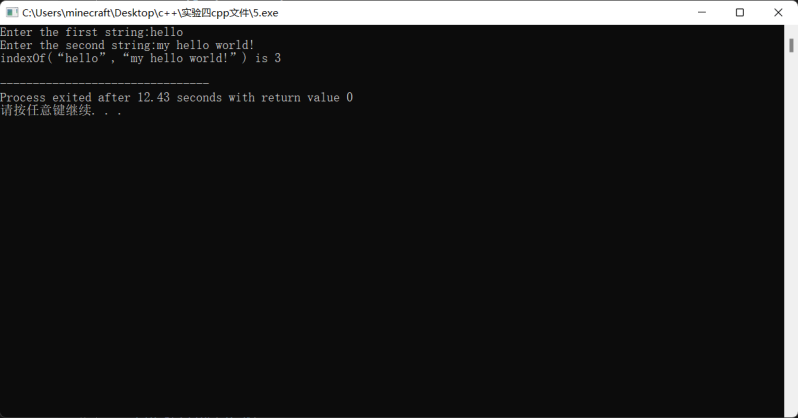 C:\Users\minecraft\Desktop\c++\实验四cpp文件\5.exe
Enter the first string:hello
Enter the second string:my hello world!
indexOf(“hello”,“my hello world!”) is 3
--------------------------------
Process exited after 12.43 seconds with return value 0
请按任意键继续. . .